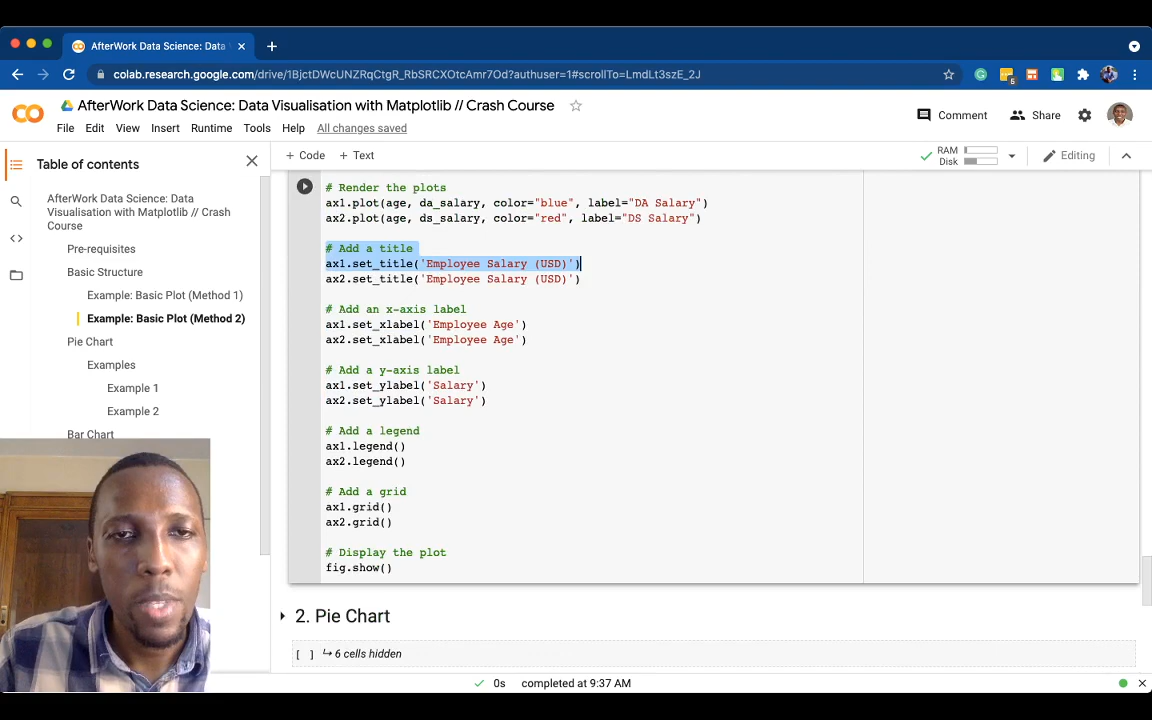 AfterWork Data Science: Data
colab.research.google.com/drive/1BjctDWcUNZRqCtgR_RbSRCXOtcAmr7Od?authuser=1#scrollTo=LmdLt3szE_2J
6
AfterWork Data Science: Data Visualisation with Matplotlib // Crash Course
File Edit View Insert Runtime Tools Help All changes saved
Comment Share
Table of contents
+ Code + Text
RAM
Disk
Editing
AfterWork Data Science: Data
Visualisation with Matplotlib // Crash
Course
Pre-requisites
Basic Structure
Example: Basic Plot (Method 1)
Example: Basic Plot (Method 2)
Pie Chart
Examples
Example 1
Example 2
Bar Chart
# Render the plots
ax1.plot(age, da_salary, color="blue", label="DA Salary")
ax2.plot(age, ds_salary, color="red", label="DS Salary")
# Add a title
ax1.set_title('Employee Salary (USD)')
ax2.set_title('Employee Salary (USD)')
# Add an x-axis label
ax1.set_xlabel('Employee Age')
ax2.set_xlabel('Employee Age')
# Add a y-axis label
ax1.set_ylabel('Salary')
ax2.set_ylabel('Salary')
# Add a legend
ax1.legend()
ax2.legend()
# Add a grid
ax1.grid()
ax2.grid()
# Display the plot
fig.show()
2. Pie Chart
[ ] ↳ 6 cells hidden
0s completed at 9:37 AM